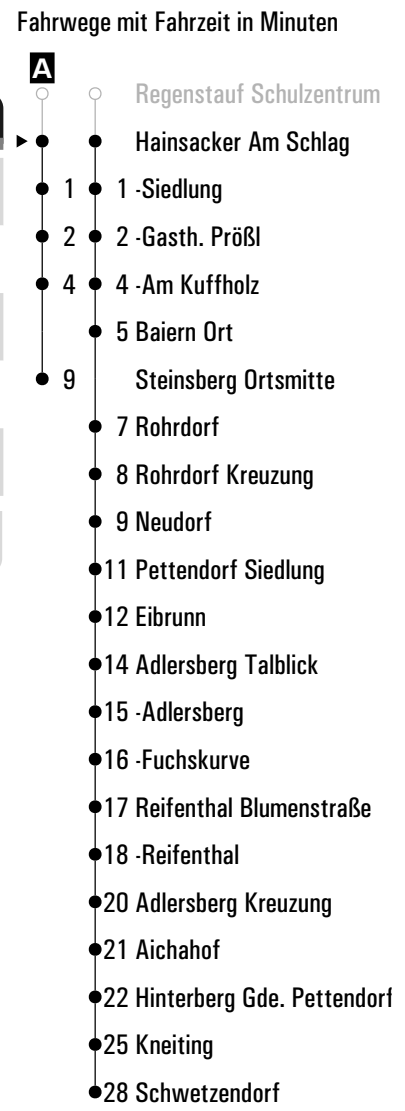 Fahrwege mit Fahrzeit in Minuten
A
Regenstauf Schulzentrum
Hainsacker Am Schlag
1 1 -Siedlung
2 2 -Gasth. Prößl
4 4 -Am Kuffholz
5 Baiern Ort
9 Steinsberg Ortsmitte
7 Rohrdorf
8 Rohrdorf Kreuzung
9 Neudorf
11 Pettendorf Siedlung
12 Eibrunn
14 Adlersberg Talblick
15 -Adlersberg
16 -Fuchskurve
17 Reifenthal Blumenstraße
18 -Reifenthal
20 Adlersberg Kreuzung
21 Aichahof
22 Hinterberg Gde. Pettendorf
25 Kneiting
28 Schwetzendorf